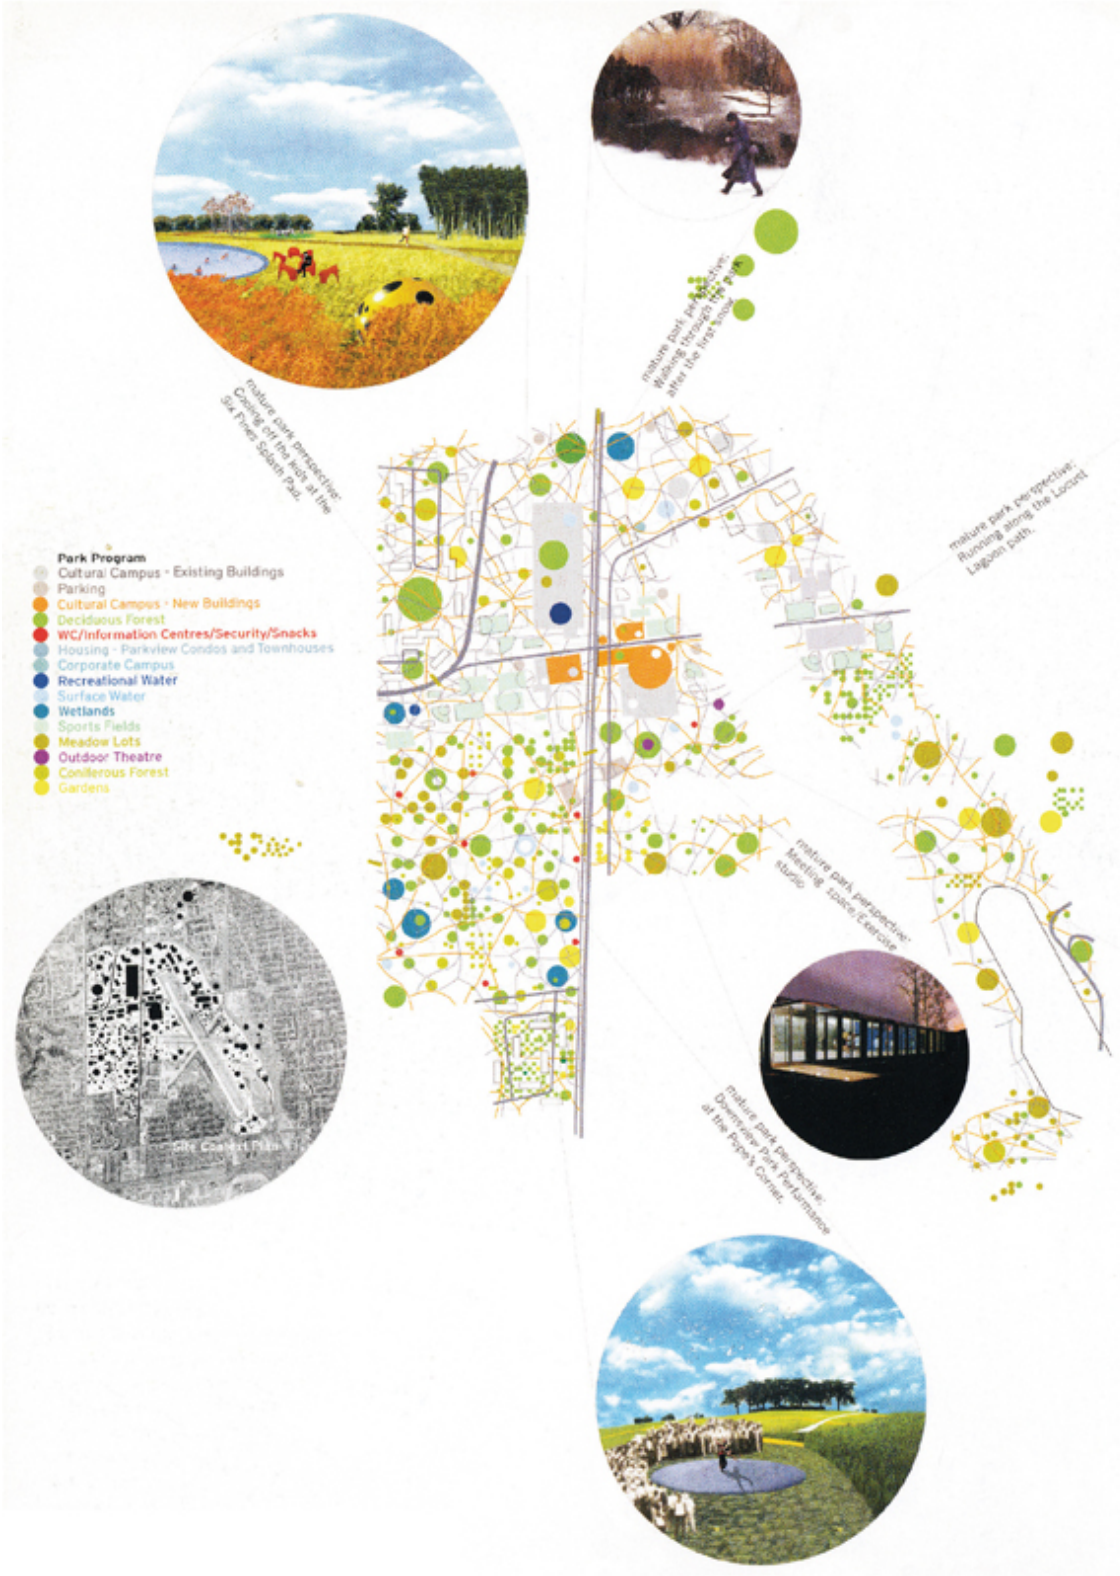 mature park perspective:
Cooling off the kids at the
Six Pines Splash Pad.
mature park perspective:
Walking through the park
after the first snow
mature park perspective:
Running along the Locust
Lagoon path.
Park Program
Cultural Campus - Existing Buildings
Parking
Cultural Campus - New Buildings
Deciduous Forest
WC/Information Centres/Security/Snacks
Housing - Parkview Condos and Townhouses
Corporate Campus
Recreational Water
Surface Water
Wetlands
Sports Fields
Meadow Lots
Outdoor Theatre
Coniferous Forest
Gardens
mature park perspective:
Meeting space/Exercise
studio.
Site Context Plan
mature park perspective:
Downsview Park Performance
at the Pope's Corner.